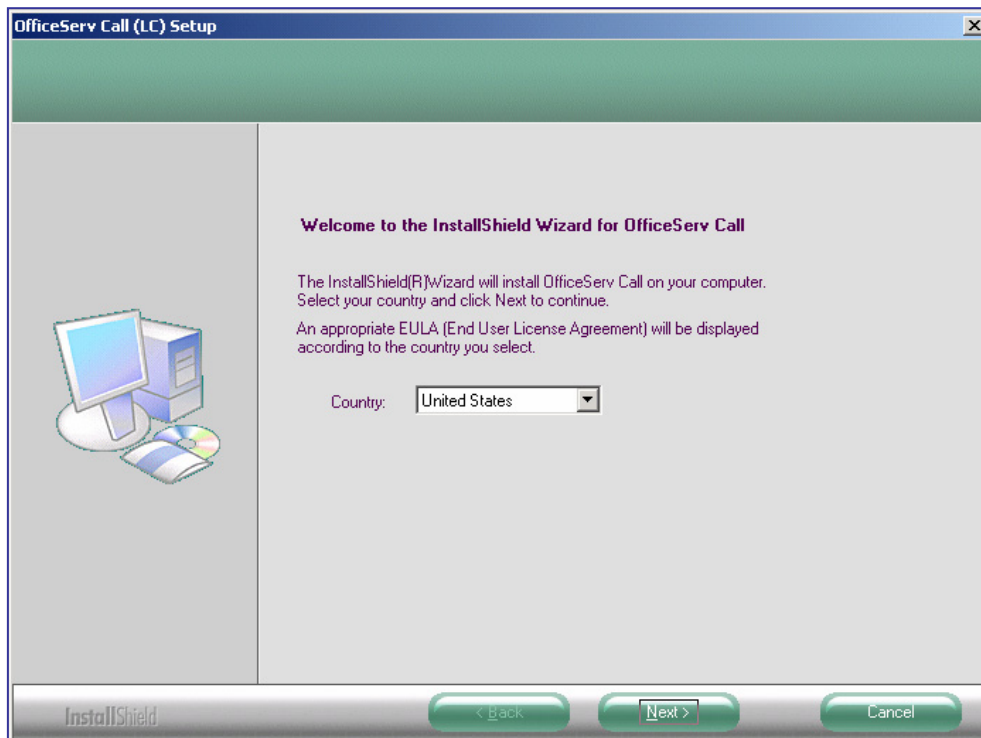 OfficeServ Call (LC) Setup
Welcome to the InstallShield Wizard for OfficeServ Call
The InstallShield(R)Wizard will install OfficeServ Call on your computer.
Select your country and click Next to continue.
An appropriate EULA (End User License Agreement) will be displayed
according to the country you select.
Country: United States
InstallShield < Back Next > Cancel